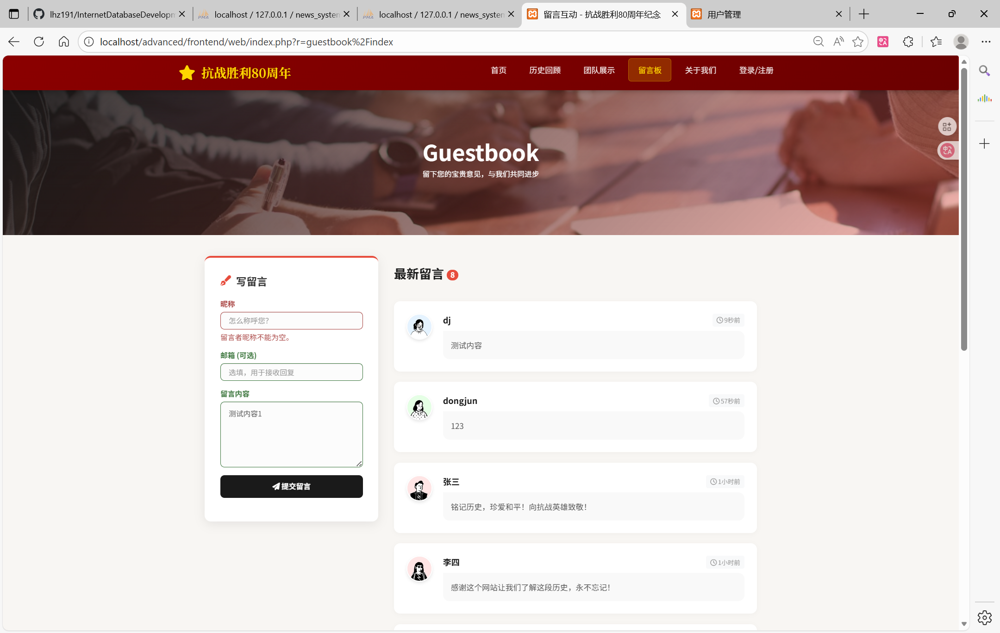 lhz191/InternetDatabaseDevelopn
localhost / 127.0.0.1 / news_system
localhost / 127.0.0.1 / news_system
留言互动 - 抗战胜利80周年纪念
用户管理
localhost/advanced/frontend/web/index.php?r=guestbook%2Findex
抗战胜利80周年
首页
历史回顾
团队展示
留言板
关于我们
登录/注册
Guestbook
留下您的宝贵意见，与我们共同进步
写留言
昵称
怎么称呼您？
留言者昵称不能为空。
邮箱 (可选)
选填，用于接收回复
留言内容
测试内容1
提交留言
最新留言 8
dj
9秒前
测试内容
dongjun
57秒前
123
张三
1小时前
铭记历史，珍爱和平！向抗战英雄致敬！
李四
1小时前
感谢这个网站让我们了解这段历史，永不忘记！